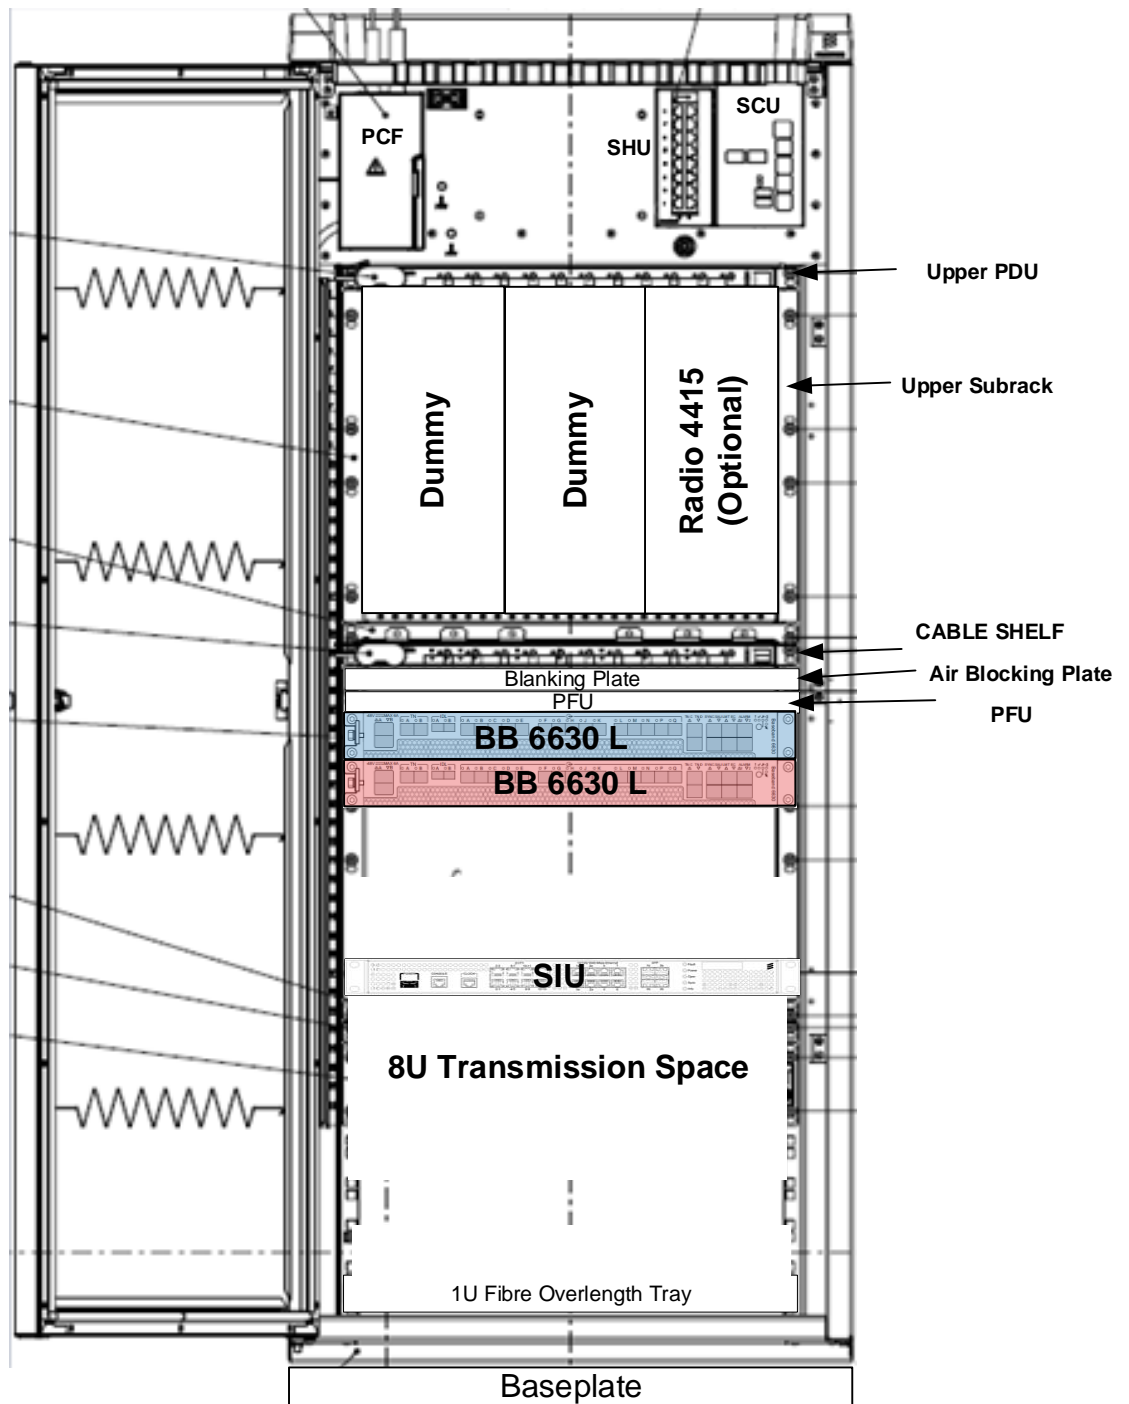 SCU
PCF
SHU
Upper PDU
Upper Subrack
Dummy
Dummy
Radio 4415
(Optional)
CABLE SHELF
Blanking Plate
Air Blocking Plate
PFU
PFU
BB 6630 L
BB 6630 L
SIU
8U Transmission Space
1U Fibre Overlength Tray
Baseplate